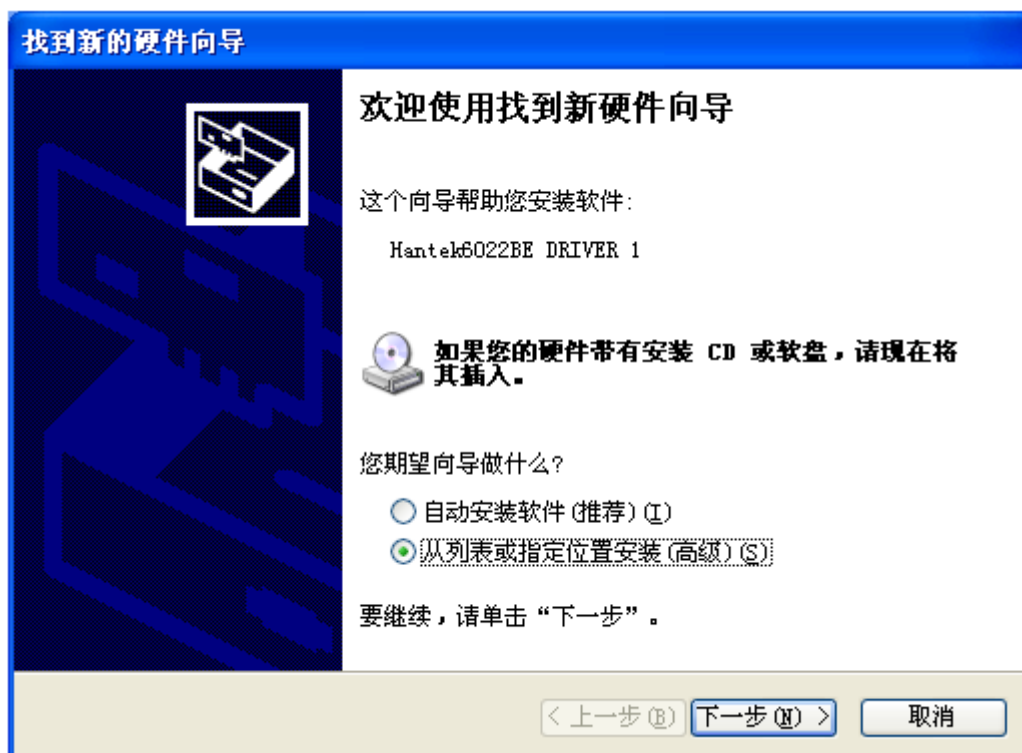 找到新的硬件向导
欢迎使用找到新硬件向导
这个向导帮助您安装软件:
Hantek6022BE DRIVER 1
如果您的硬件带有安装 CD 或软盘，请现在将
其插入。
您期望向导做什么?
自动安装软件(推荐)(I)
从列表或指定位置安装(高级)(S)
要继续，请单击“下一步”。
< 上一步(B) 下一步(N) > 取消